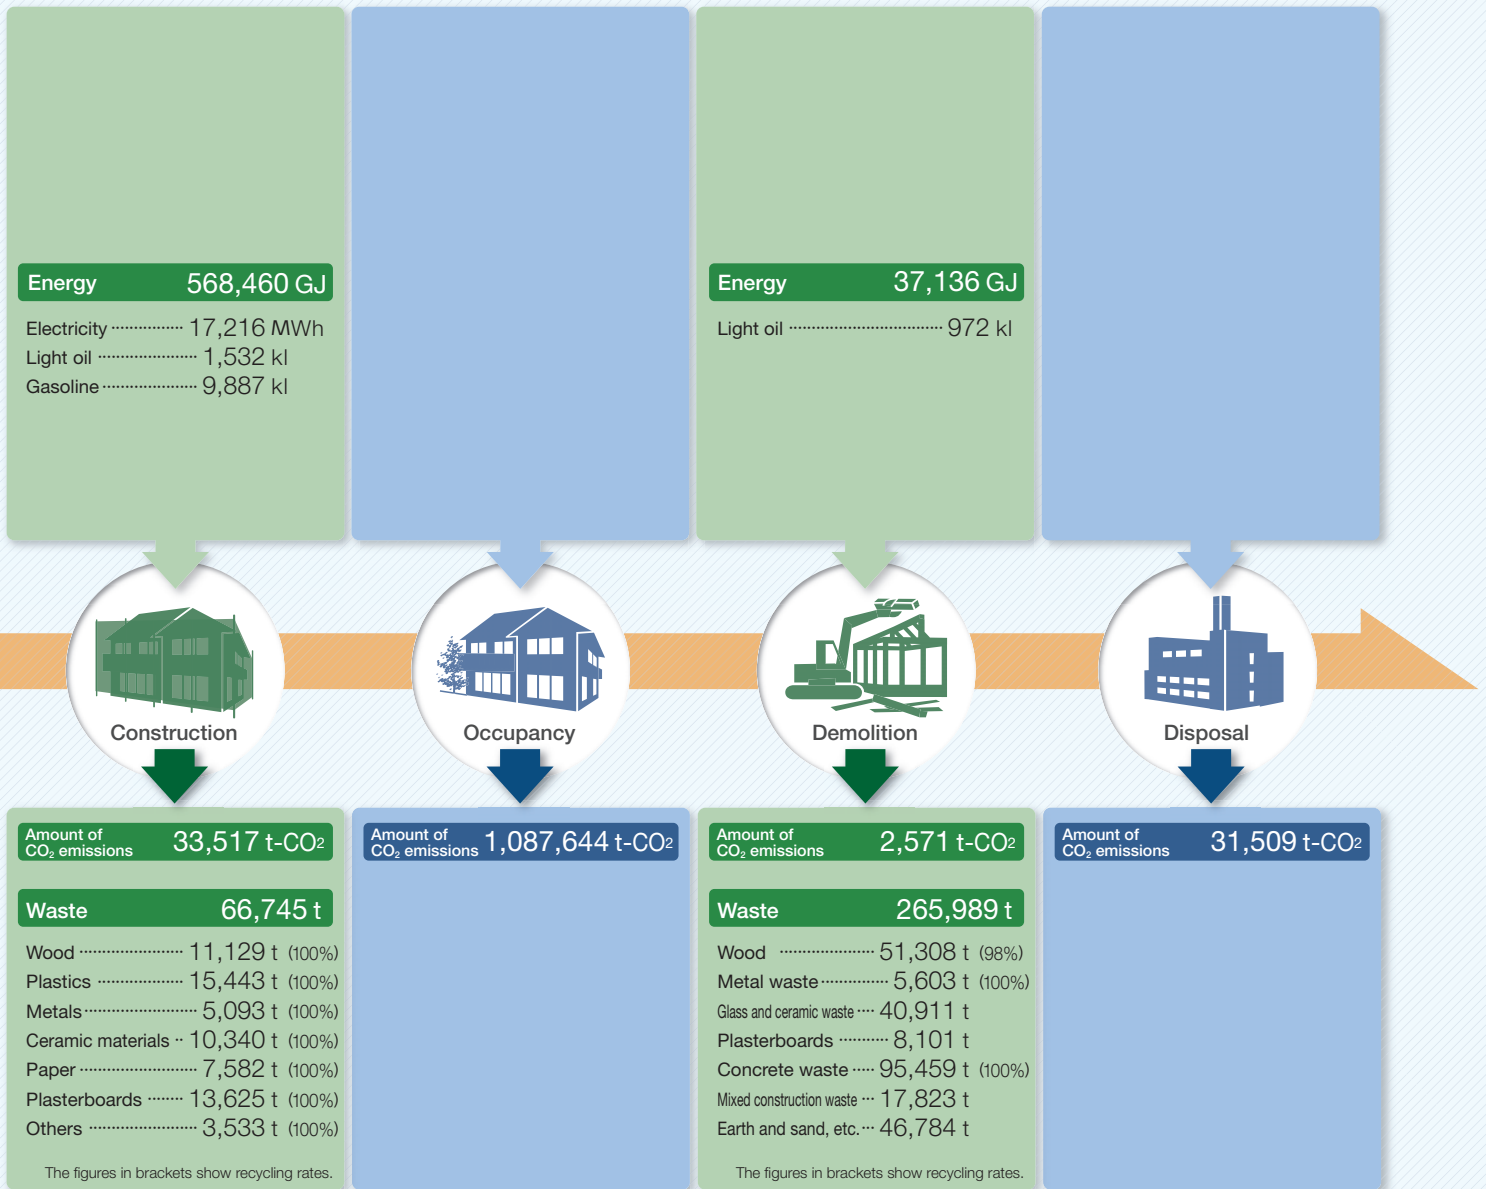 Energy 568,460 GJ
Electricity 17,216 MWh
Light oil 1,532 kl
Gasoline 9,887 kl
Energy 37,136 GJ
Light oil 972 kl
Construction
Occupancy
Demolition
Disposal
Amount of
CO₂ emissions 33,517 t-CO2
Waste 66,745 t
Wood 11,129 t (100%)
Plastics 15,443 t (100%)
Metals 5,093 t (100%)
Ceramic materials 10,340 t (100%)
Paper 7,582 t (100%)
Plasterboards 13,625 t (100%)
Others 3,533 t (100%)
The figures in brackets show recycling rates.
Amount of
CO₂ emissions 1,087,644 t-CO2
Amount of
CO₂ emissions 2,571 t-CO2
Waste 265,989 t
Wood 51,308 t (98%)
Metal waste 5,603 t (100%)
Glass and ceramic waste 40,911 t
Plasterboards 8,101 t
Concrete waste 95,459 t (100%)
Mixed construction waste 17,823 t
Earth and sand, etc. 46,784 t
The figures in brackets show recycling rates.
Amount of
CO₂ emissions 31,509 t-CO2